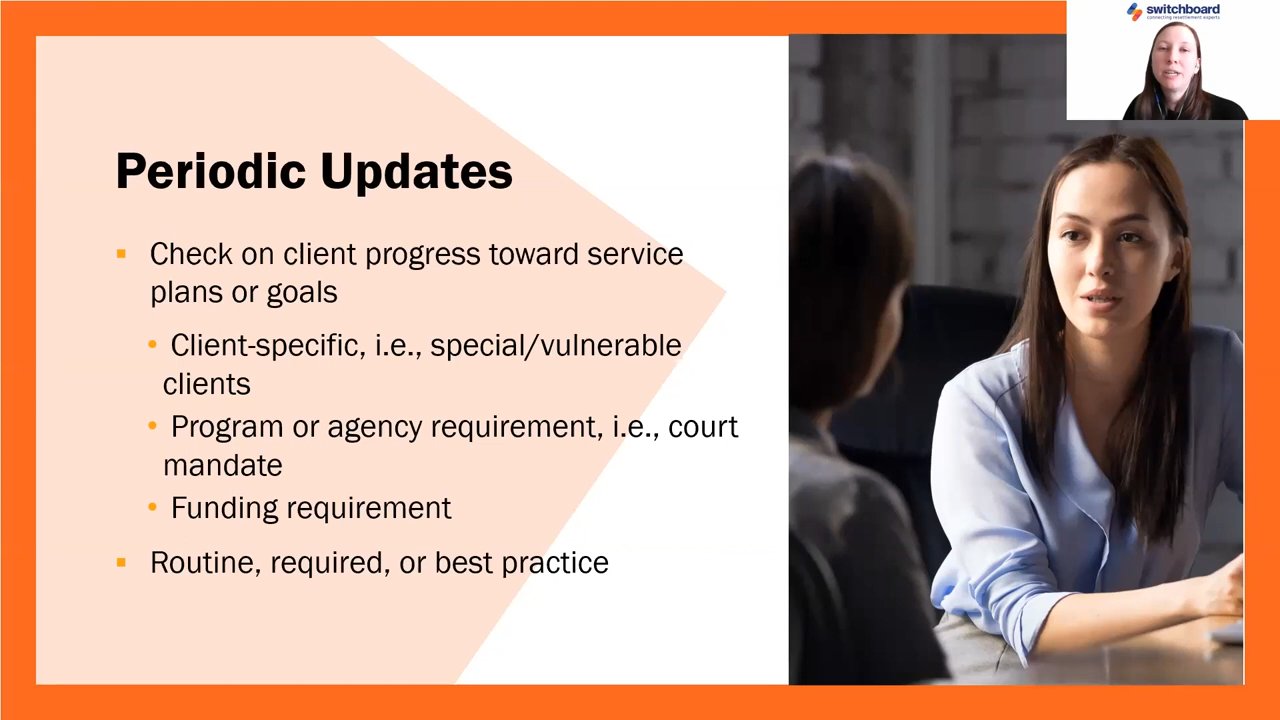 switchboard
connecting resettlement experts
Periodic Updates
Check on client progress toward service
plans or goals
Client-specific, i.e., special/vulnerable
clients
Program or agency requirement, i.e., court
mandate
Funding requirement
Routine, required, or best practice